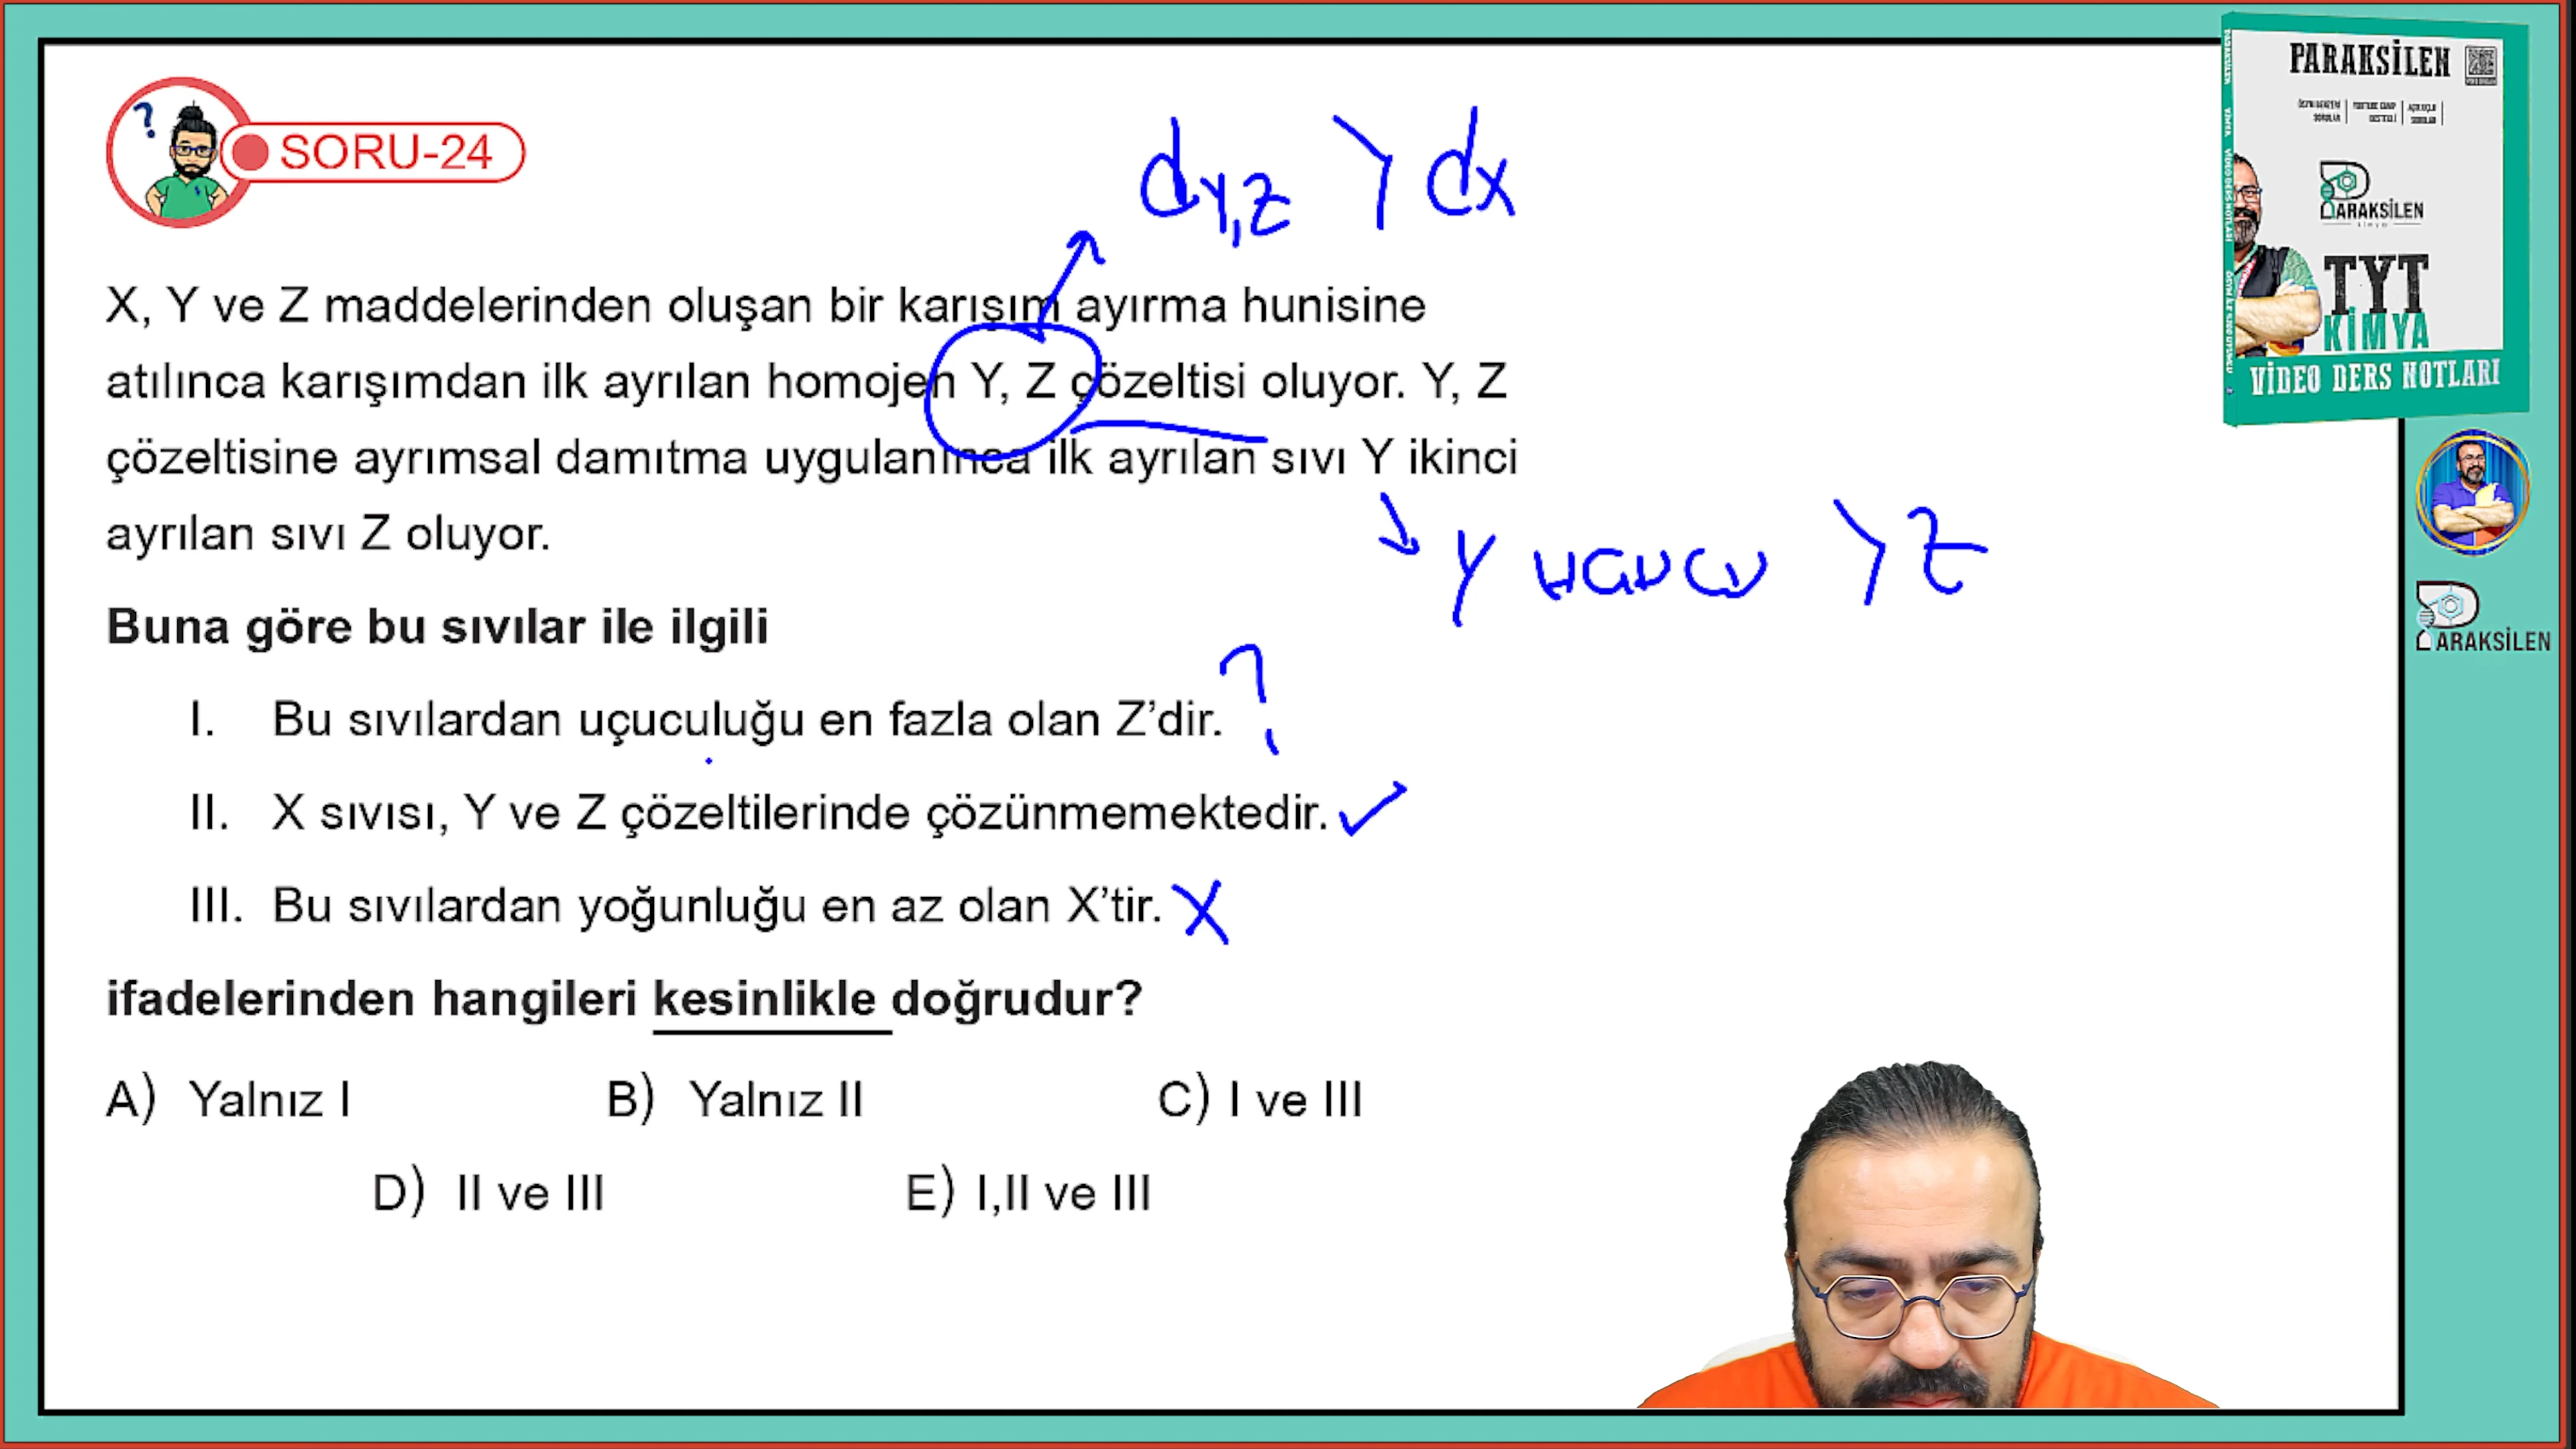 SORU-24
d Y,Z > dX
X, Y ve Z maddelerinden oluşan bir karışım ayırma hunisine
atılınca karışımdan ilk ayrılan homojen Y, Z çözeltisi oluyor. Y, Z
çözeltisine ayrımsal damıtma uygulanınca ilk ayrılan sıvı Y ikinci
ayrılan sıvı Z oluyor.
Y > Z
Buna göre bu sıvılar ile ilgili
I. Bu sıvılardan uçuculuğu en fazla olan Z’dir. ?
II. X sıvısı, Y ve Z çözeltilerinde çözünmemektedir. ✓
III. Bu sıvılardan yoğunluğu en az olan X’tir. X
ifadelerinden hangileri kesinlikle doğrudur?
A) Yalnız I B) Yalnız II C) I ve III
D) II ve III E) I,II ve III
PARAKSİLEN
PARAKSİLEN
TYT
KİMYA
VİDEO DERS NOTLARI
PARAKSİLEN